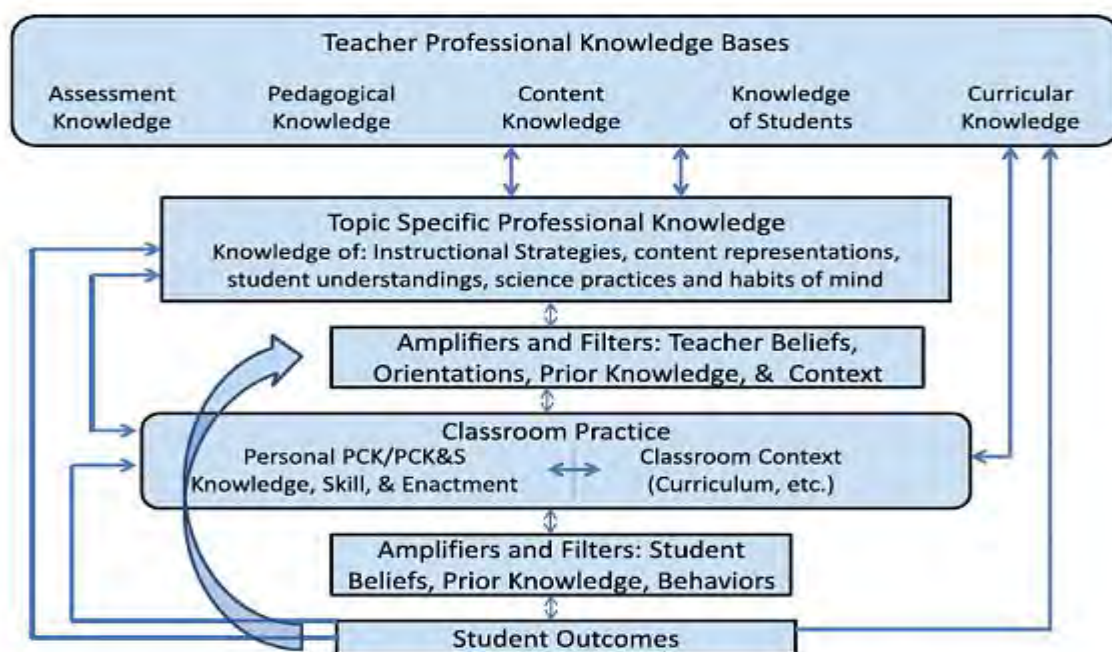 Teacher Professional Knowledge Bases
Assessment Knowledge
Pedagogical Knowledge
Content Knowledge
Knowledge of Students
Curricular Knowledge
Topic Specific Professional Knowledge
Knowledge of: Instructional Strategies, content representations,
student understandings, science practices and habits of mind
Amplifiers and Filters: Teacher Beliefs,
Orientations, Prior Knowledge, & Context
Classroom Practice
Personal PCK/PCK&S
Knowledge, Skill, & Enactment
Classroom Context
(Curriculum, etc.)
Amplifiers and Filters: Student
Beliefs, Prior Knowledge, Behaviors
Student Outcomes